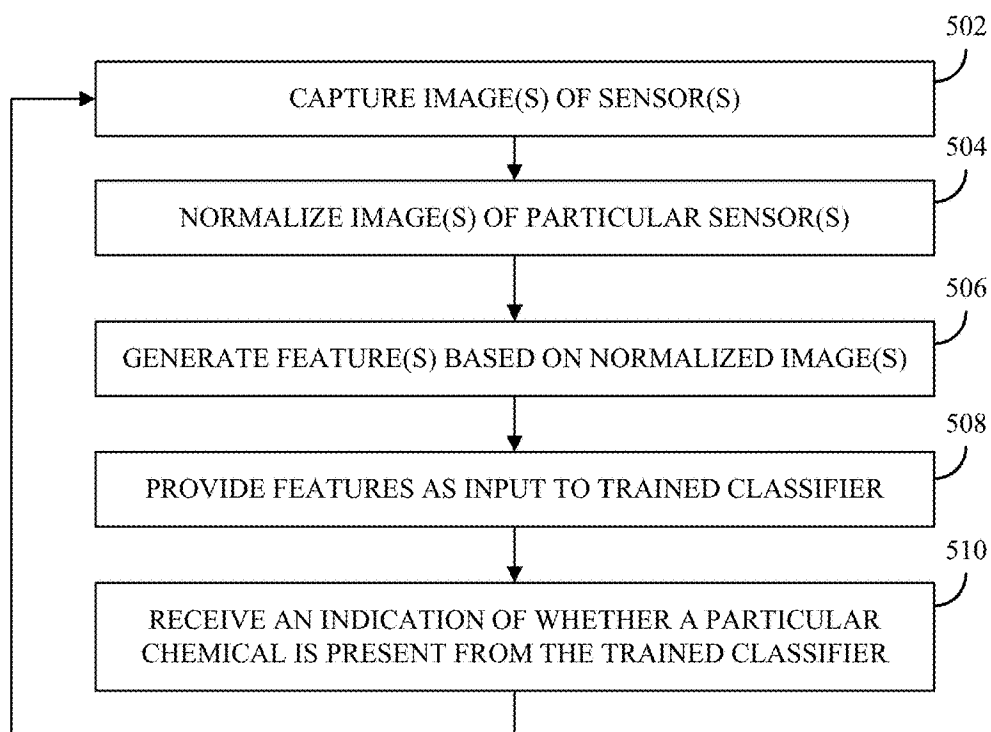 502
CAPTURE IMAGE(S) OF SENSOR(S)
504
NORMALIZE IMAGE(S) OF PARTICULAR SENSOR(S)
506
GENERATE FEATURE(S) BASED ON NORMALIZED IMAGE(S)
508
PROVIDE FEATURES AS INPUT TO TRAINED CLASSIFIER
510
RECEIVE AN INDICATION OF WHETHER A PARTICULAR
CHEMICAL IS PRESENT FROM THE TRAINED CLASSIFIER